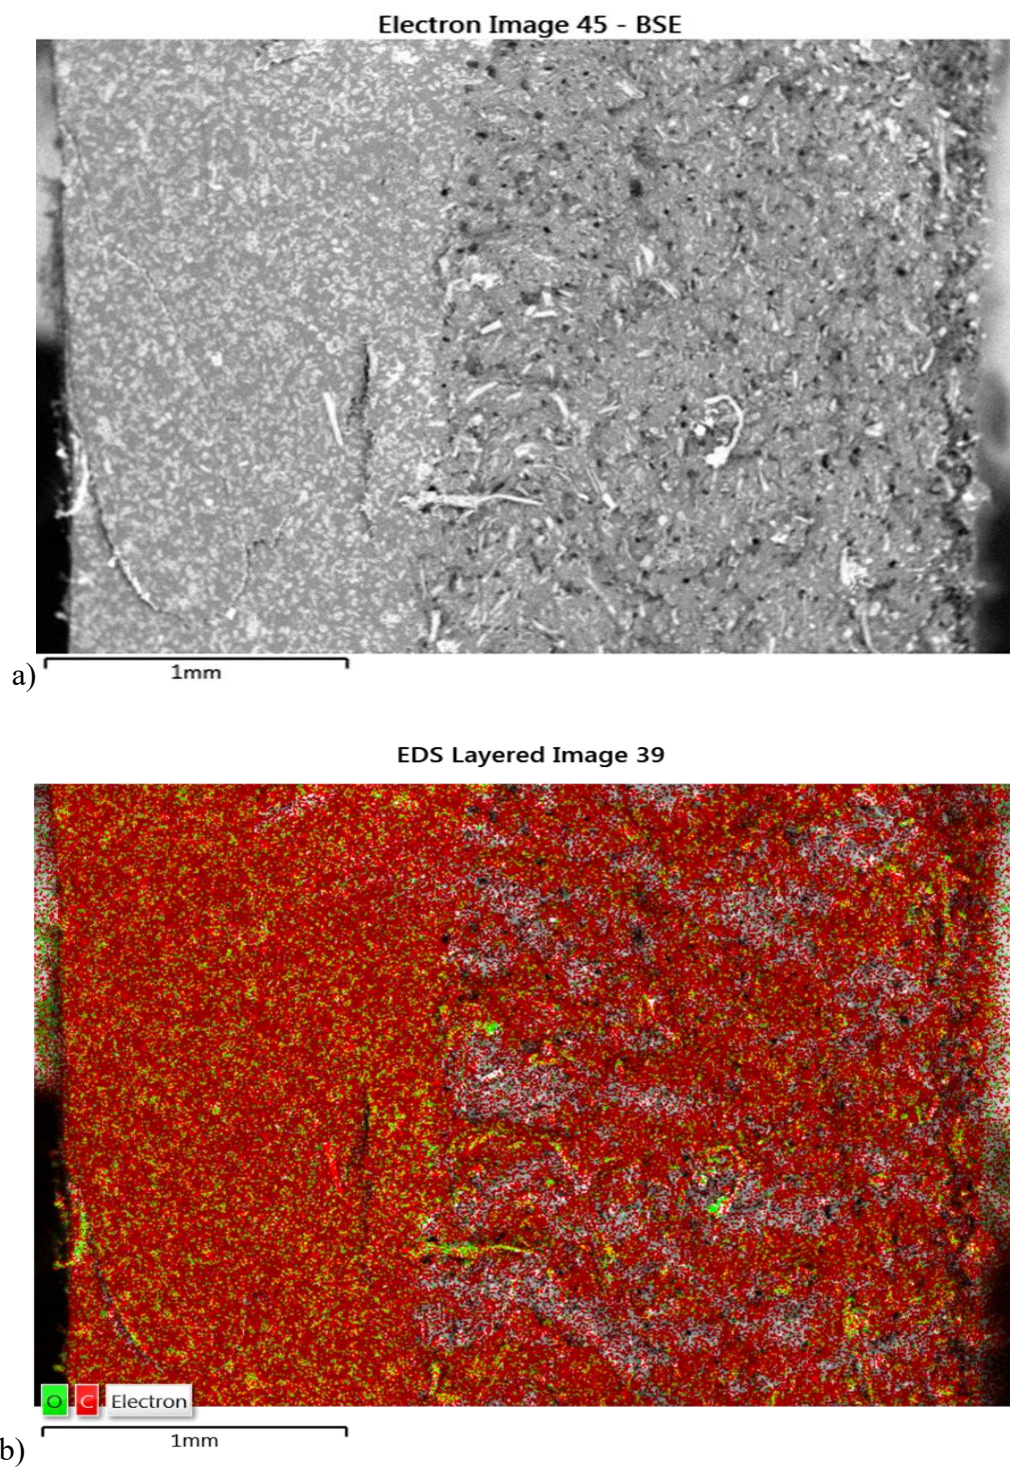 Electron Image 45 - BSE
a)
1mm
EDS Layered Image 39
O C Electron
1mm
b)